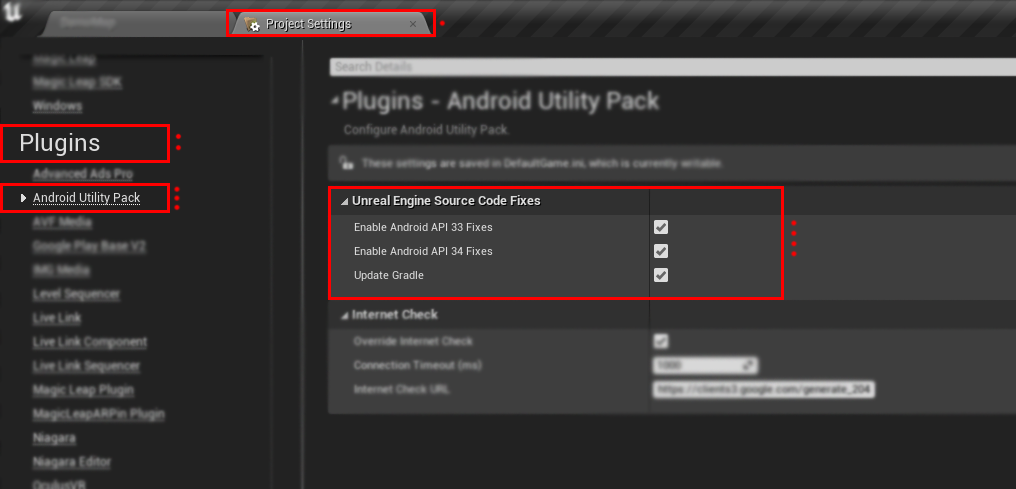 DemoMap
Project Settings
Magic Leap
Magic Leap SDK
Windows
Plugins
Advanced Ads Pro
Android Utility Pack
AVF Media
Google Play Base V2
IMG Media
Level Sequencer
Live Link
Live Link Component
Live Link Sequencer
Magic Leap Plugin
MagicLeapARPin Plugin
Niagara
Niagara Editor
OculusVR
Search Details
Plugins - Android Utility Pack
Configure Android Utility Pack.
These settings are saved in DefaultGame.ini, which is currently writable.
Unreal Engine Source Code Fixes
Enable Android API 33 Fixes
Enable Android API 34 Fixes
Update Gradle
Internet Check
Override Internet Check
Connection Timeout (ms) 1000
Internet Check URL https://clients3.google.com/generate_204